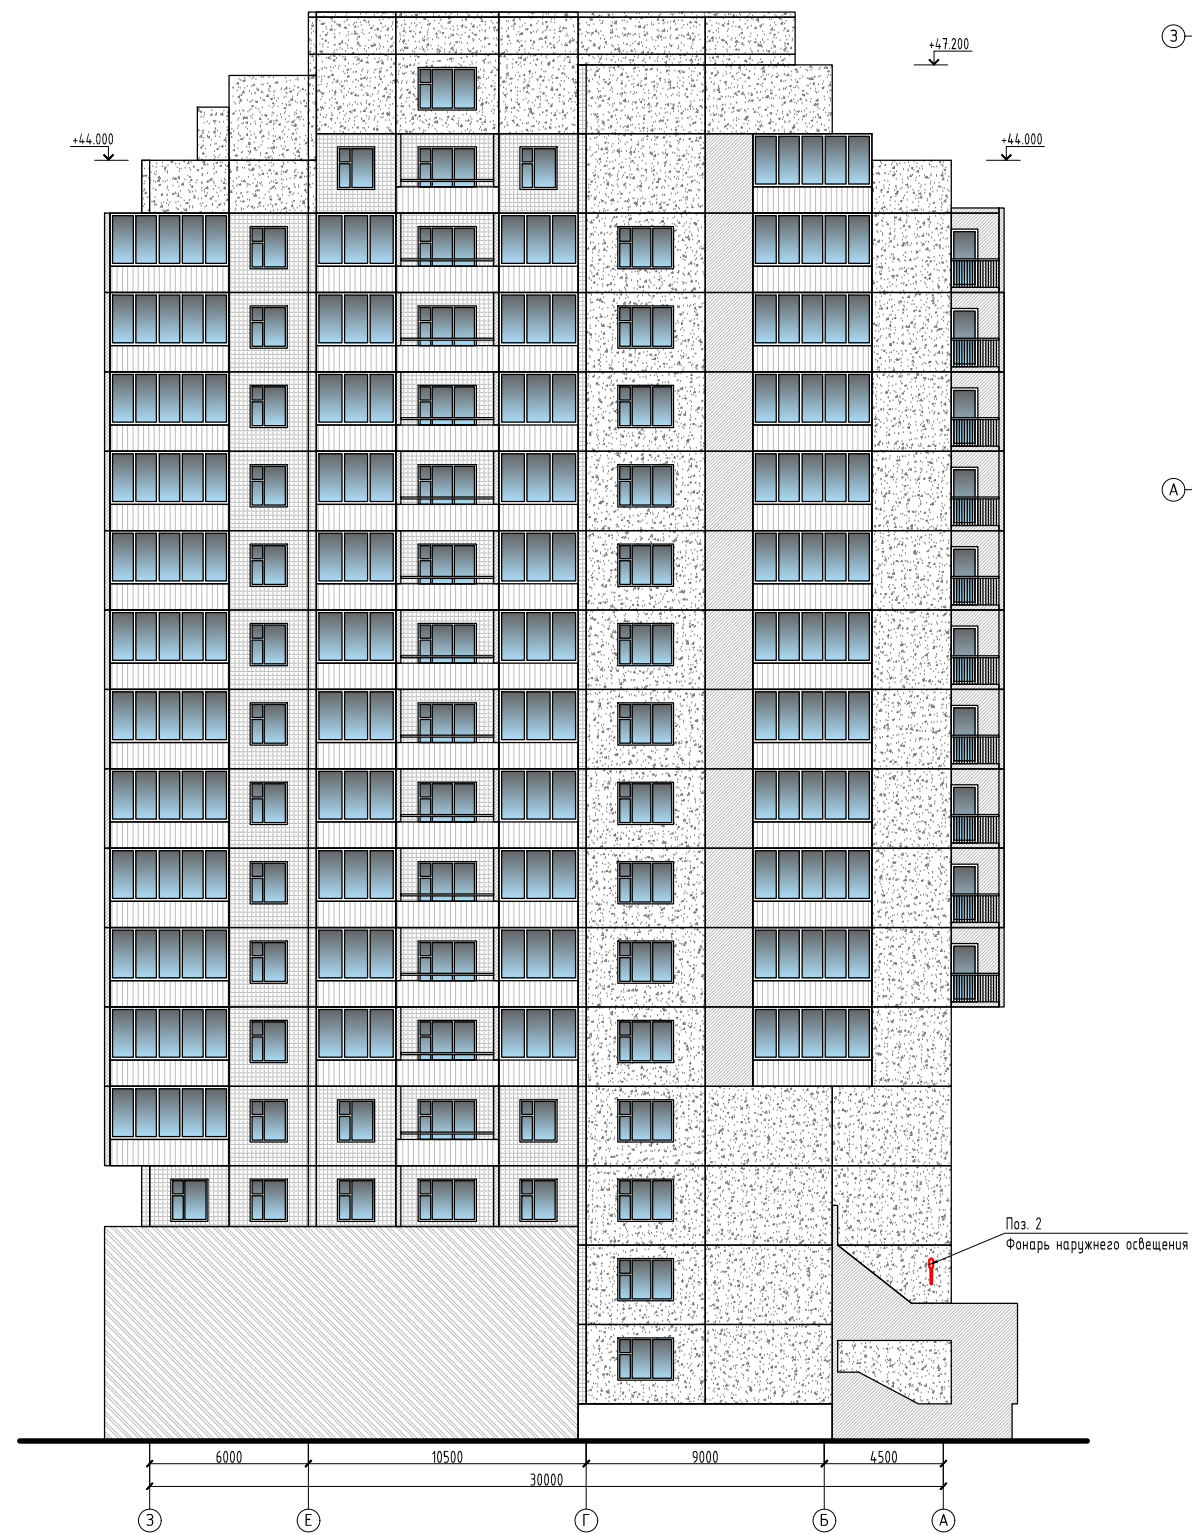 З
+47.200
+44.000
+44.000
А
Поз. 2
Фонарь наружнего освещения
6000
10500
9000
4500
30000
З
Е
Г
Б
А